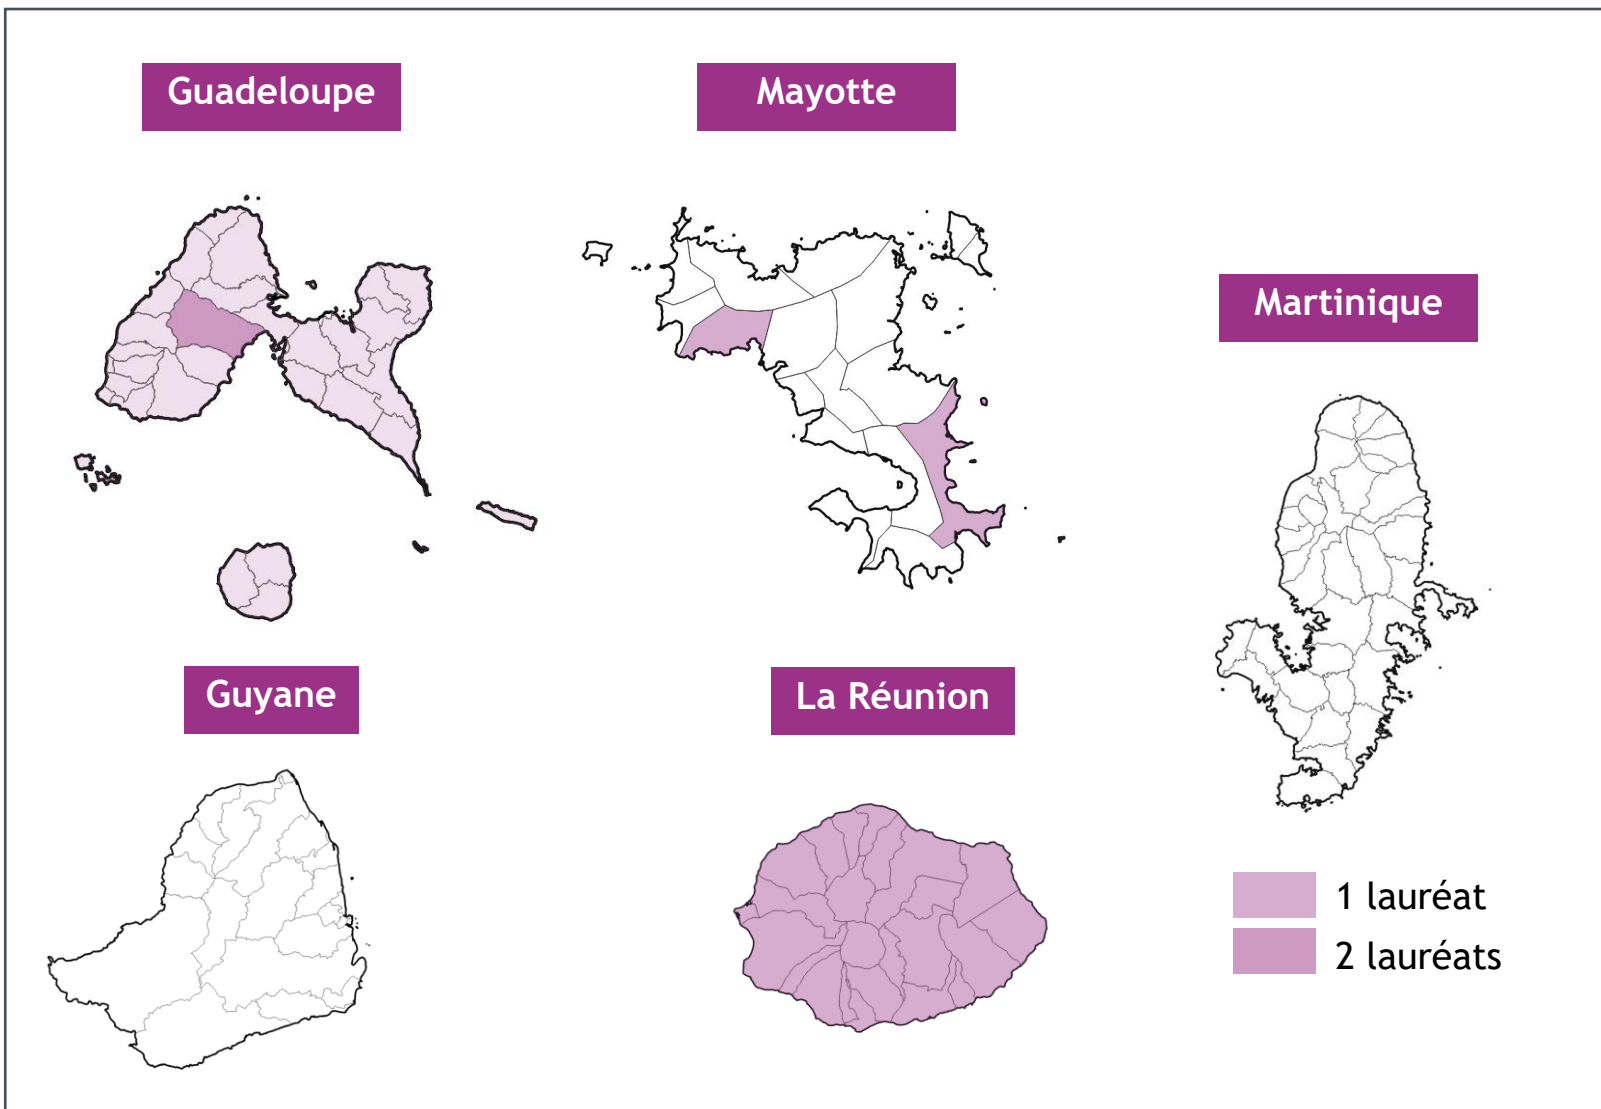 Guadeloupe
Mayotte
Martinique
Guyane
La Réunion
1 lauréat
2 lauréats